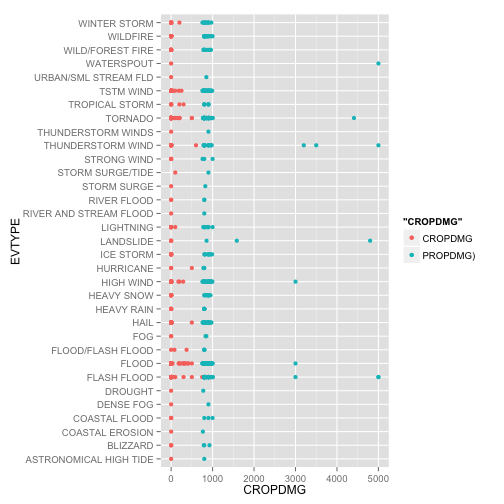 WINTER STORM
WILDFIRE
WILD/FOREST FIRE
WATERSPOUT
URBAN/SML STREAM FLD
TSTM WIND
TROPICAL STORM
TORNADO
THUNDERSTORM WINDS
THUNDERSTORM WIND
STRONG WIND
STORM SURGE/TIDE
STORM SURGE
RIVER FLOOD
RIVER AND STREAM FLOOD
LIGHTNING
LANDSLIDE
ICE STORM
HURRICANE
HIGH WIND
HEAVY SNOW
HEAVY RAIN
HAIL
FOG
FLOOD/FLASH FLOOD
FLOOD
FLASH FLOOD
DROUGHT
DENSE FOG
COASTAL FLOOD
COASTAL EROSION
BLIZZARD
ASTRONOMICAL HIGH TIDE
EVTYPE
0 1000 2000 3000 4000 5000
CROPDMG
"CROPDMG"
CROPDMG
PROPDMG)